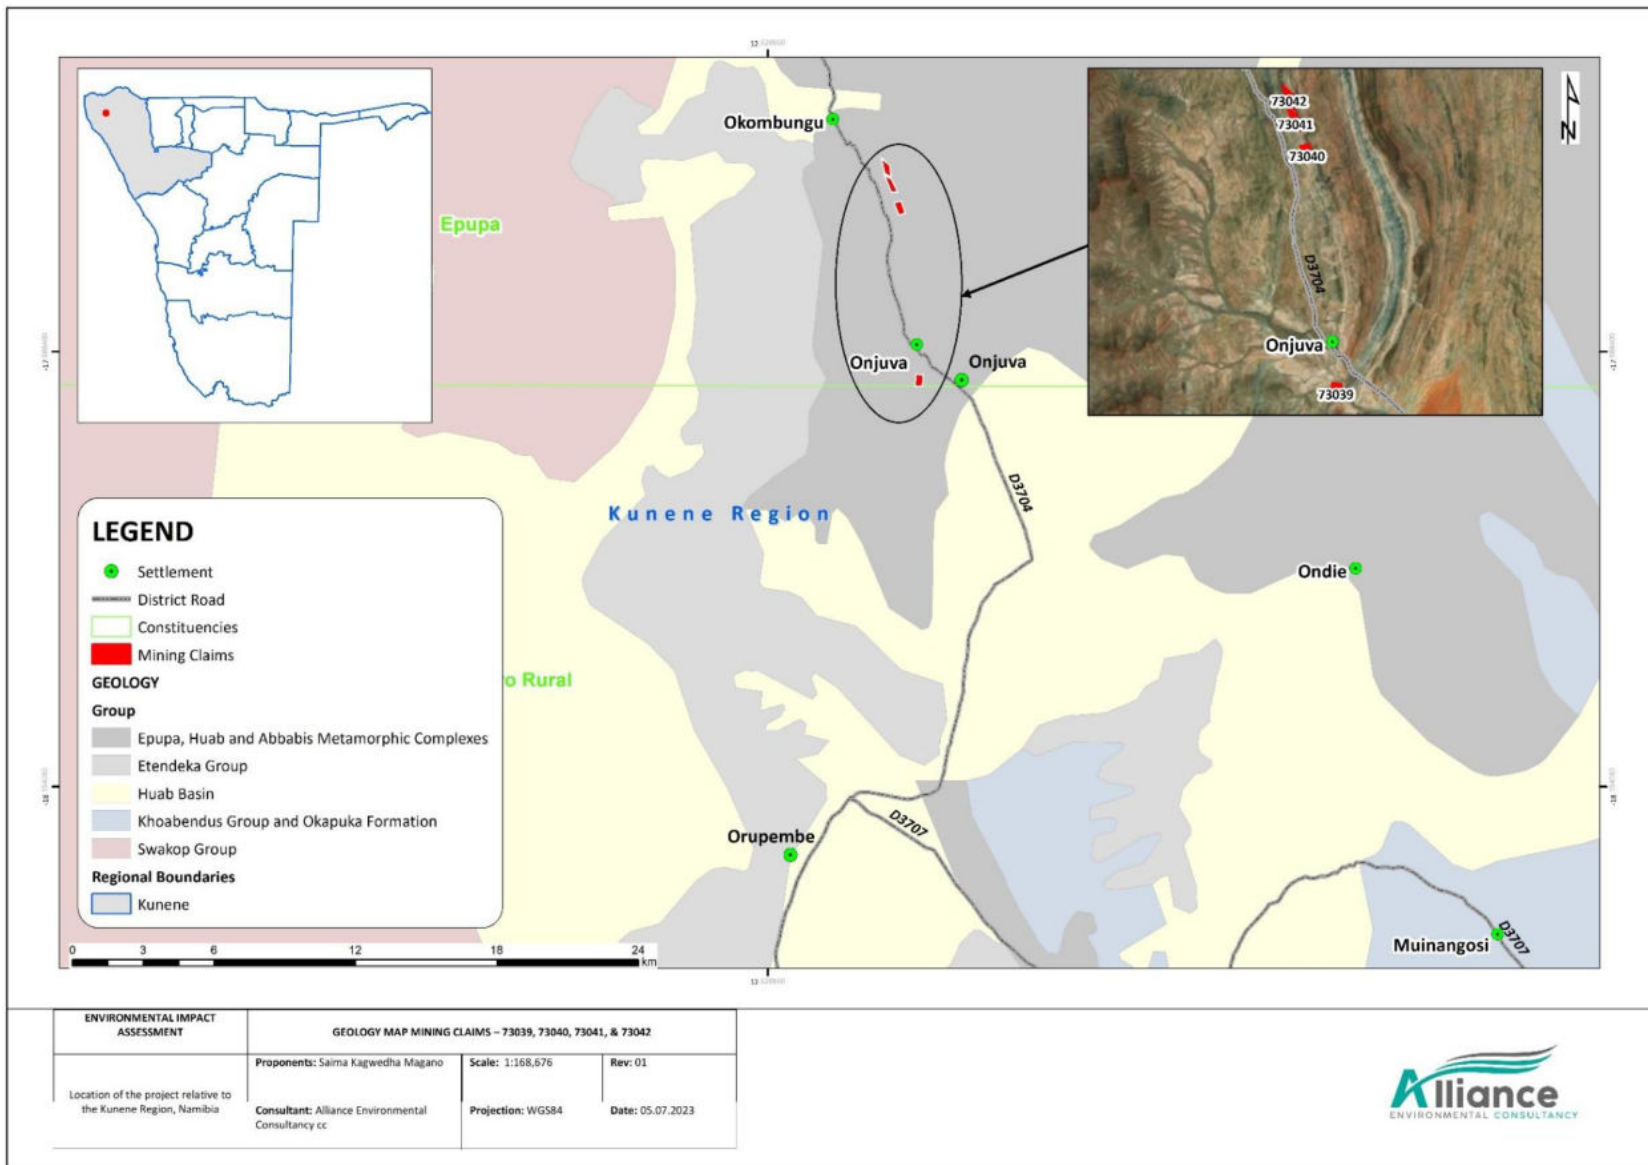 Okombungu
Epupa
Onjuva
Onjuva
D3704
Kunene Region
Ondie
o Rural
Orupembe
D3707
Muinangosi
D3707
73042
73041
73040
D3704
Onjuva
73039
N
LEGEND
Settlement
District Road
Constituencies
Mining Claims
GEOLOGY
Group
Epupa, Huab and Abbabis Metamorphic Complexes
Etendeka Group
Huab Basin
Khoabendus Group and Okapuka Formation
Swakop Group
Regional Boundaries
Kunene
0 3 6 12 18 24
km
ENVIRONMENTAL IMPACT
ASSESSMENT
GEOLOGY MAP MINING CLAIMS – 73039, 73040, 73041, & 73042
Proponents: Saima Kagwedha Magano
Scale: 1:168,676
Rev: 01
Location of the project relative to
the Kunene Region, Namibia
Consultant: Alliance Environmental
Consultancy cc
Projection: WGS84
Date: 05.07.2023
Alliance
ENVIRONMENTAL CONSULTANCY